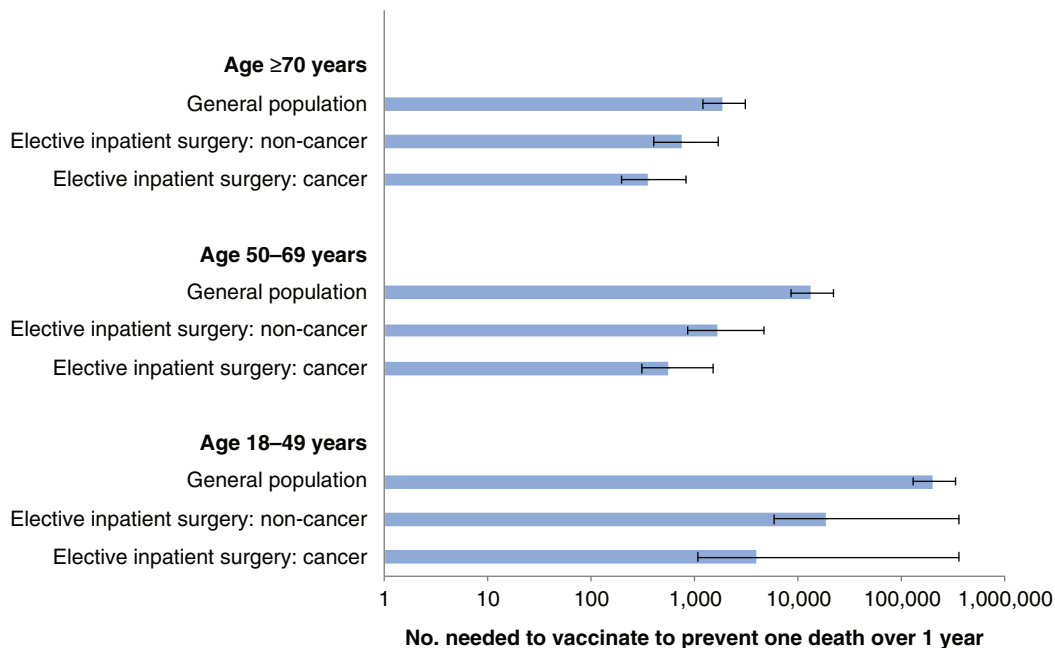 Age ≥70 years
General population
Elective inpatient surgery: non-cancer
Elective inpatient surgery: cancer
Age 50–69 years
General population
Elective inpatient surgery: non-cancer
Elective inpatient surgery: cancer
Age 18–49 years
General population
Elective inpatient surgery: non-cancer
Elective inpatient surgery: cancer
1 10 100 1,000 10,000 100,000 1,000,000
No. needed to vaccinate to prevent one death over 1 year